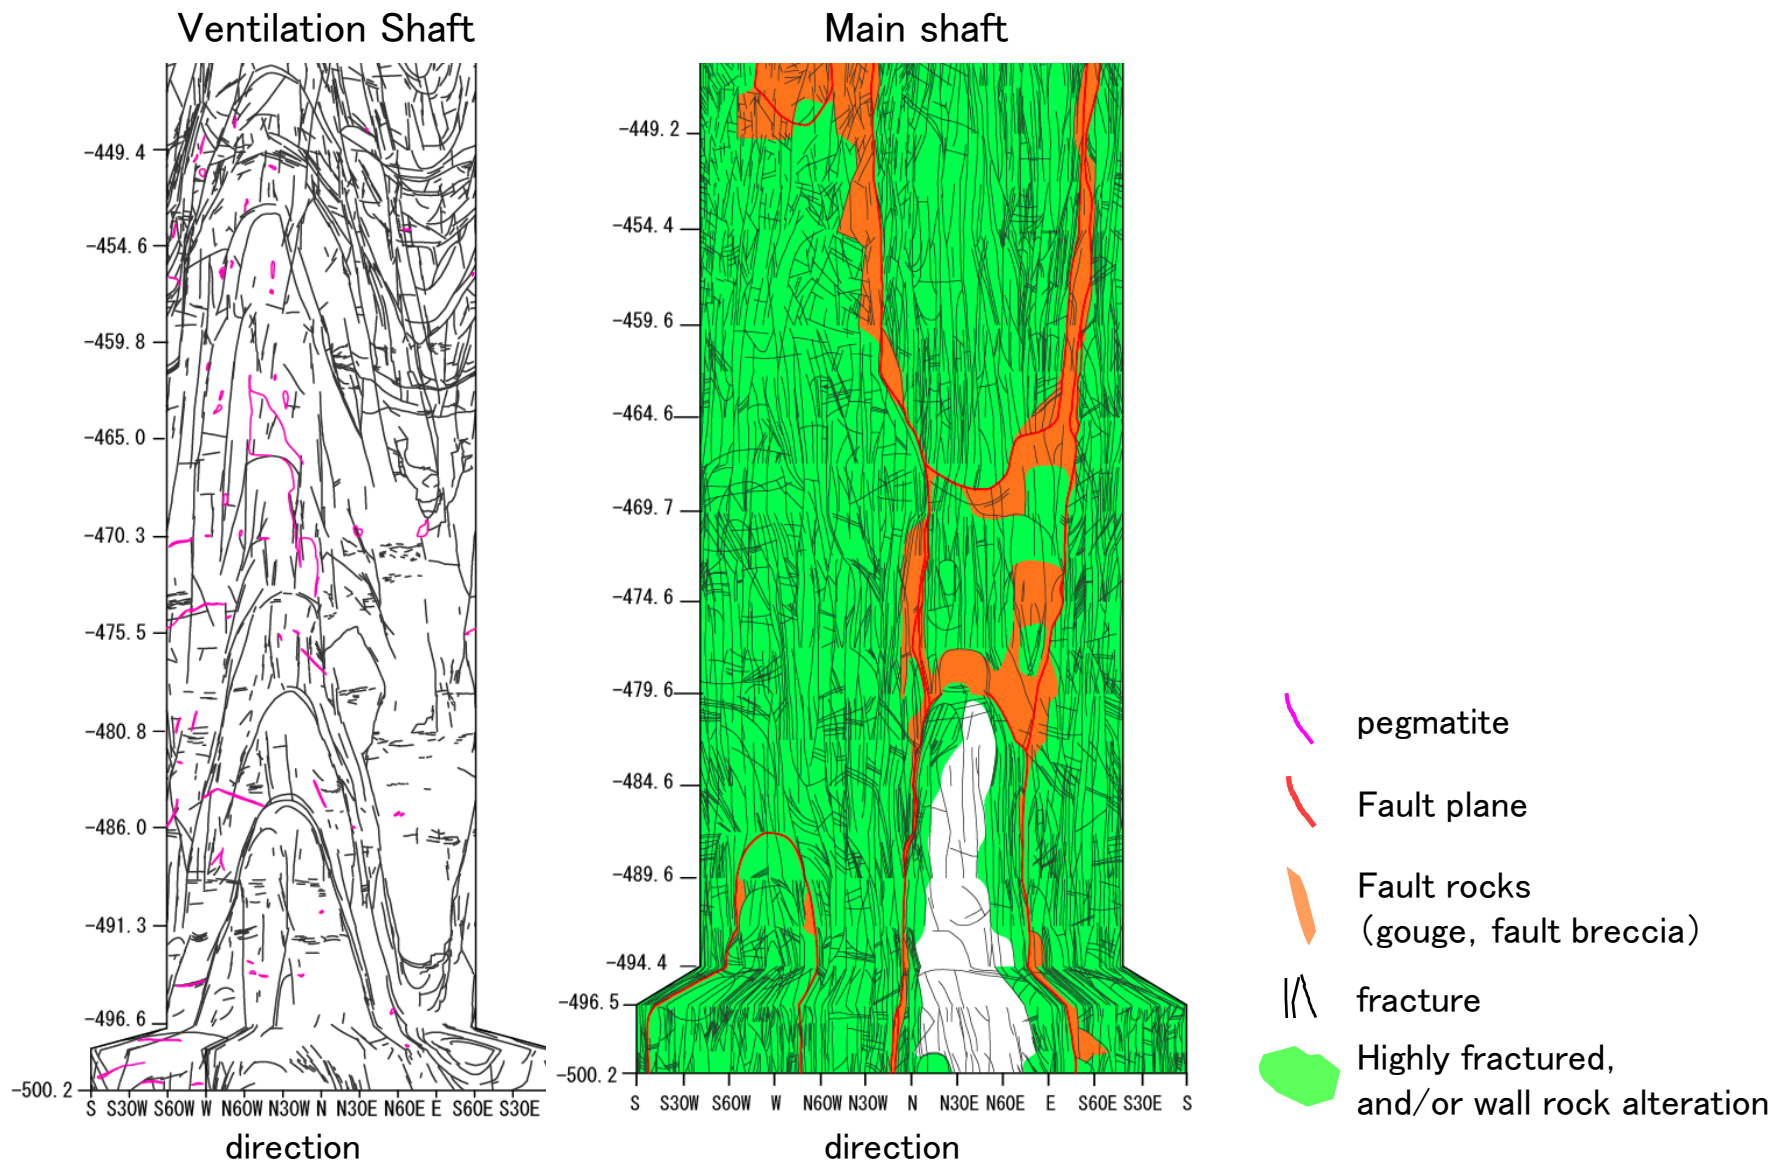 Ventilation Shaft
Main shaft
-449.4
-454.6
-459.8
-465.0
-470.3
-475.5
-480.8
-486.0
-491.3
-496.6
-500.2
S S30W S60W W N60W N30W N N30E N60E E S60E S30E
direction
-449.2
-454.4
-459.6
-464.6
-469.7
-474.6
-479.6
-484.6
-489.6
-494.4
-496.5
-500.2
S S30W S60W W N60W N30W N N30E N60E E S60E S30E S
direction
pegmatite
Fault plane
Fault rocks
(gouge, fault breccia)
fracture
Highly fractured,
and/or wall rock alteration